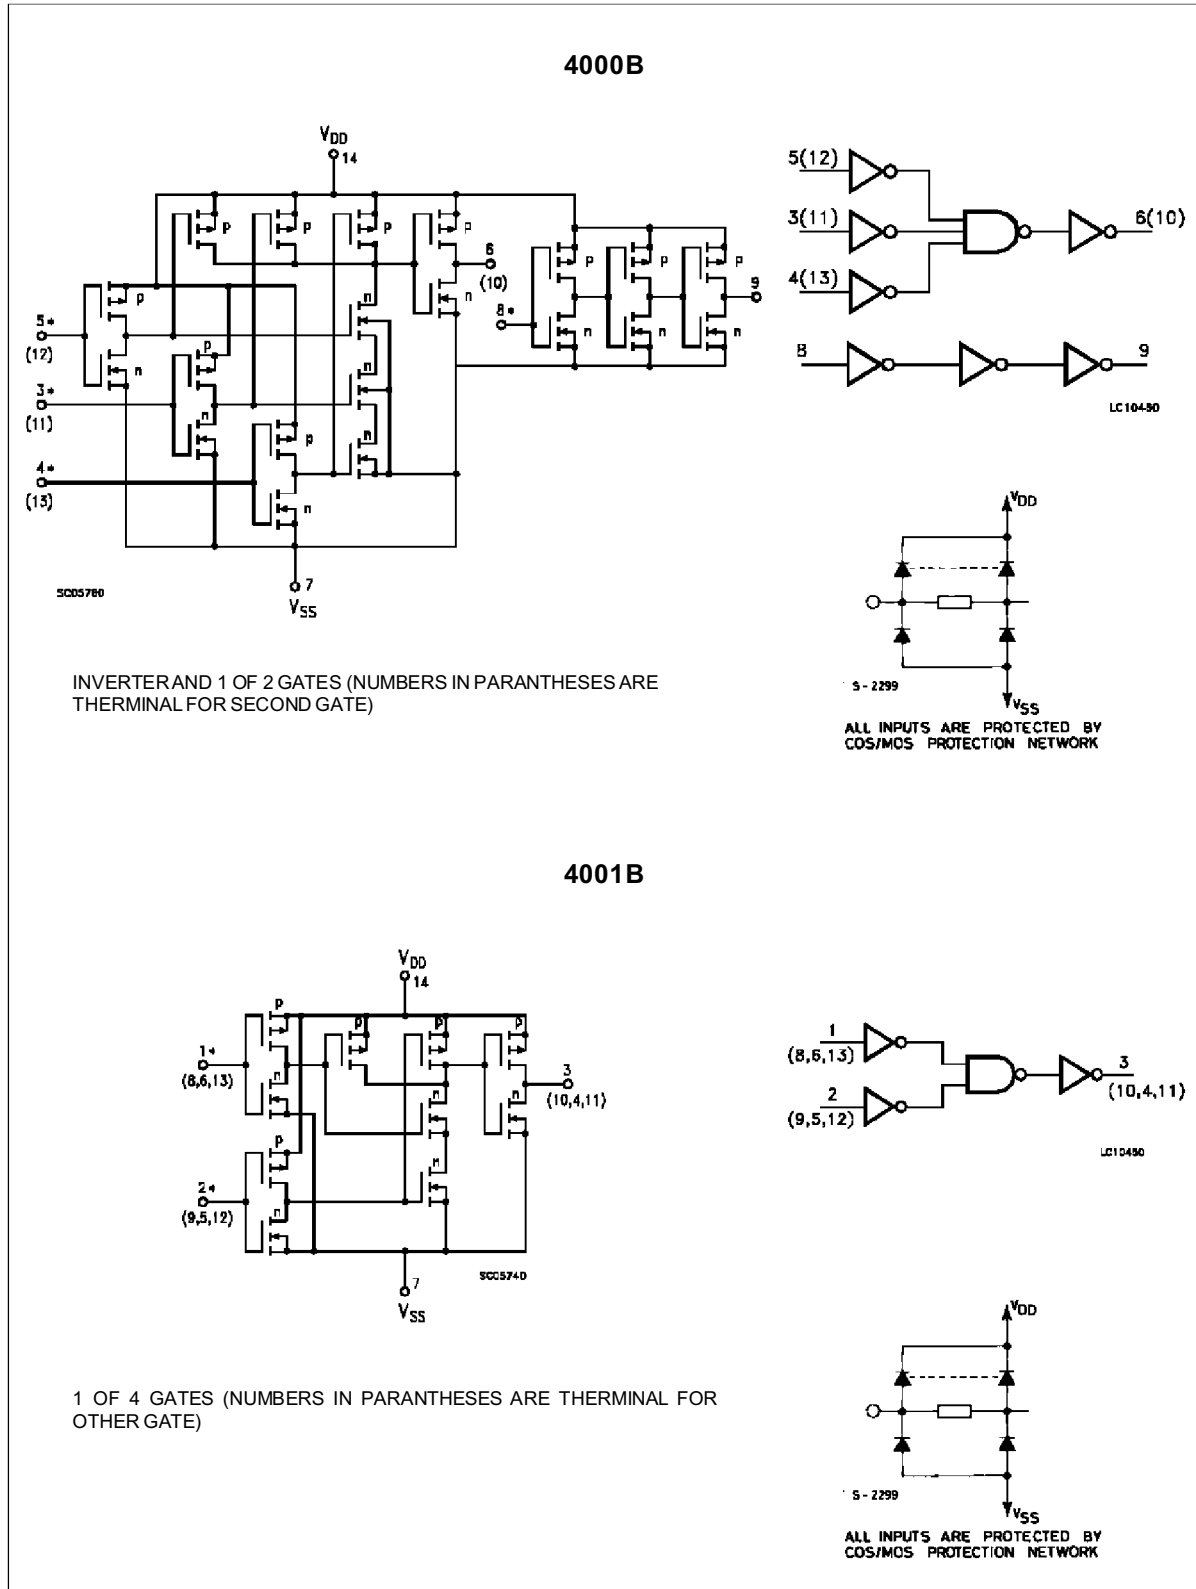 4000B
VDD
14
p
p
p
p
6
(10)
p
p
p
9
8*
n
n
n
n
n
p
5*
(12)
n
p
3*
(11)
n
n
p
4*
(13)
n
n
7
VSS
SC05760
5(12)
3(11)
4(13)
6(10)
8
9
LC10450
VDD
S-2299
VSS
ALL INPUTS ARE PROTECTED BY
COS/MOS PROTECTION NETWORK
INVERTER AND 1 OF 2 GATES (NUMBERS IN PARANTHESES ARE
THERMINAL FOR SECOND GATE)
4001B
VDD
14
p
p
p
p
1*
(8,6,13)
n
n
n
3
(10,4,11)
p
n
2*
(9,5,12)
n
7
VSS
SC05740
1
(8,6,13)
2
(9,5,12)
3
(10,4,11)
LC10460
VDD
S-2299
VSS
ALL INPUTS ARE PROTECTED BY
COS/MOS PROTECTION NETWORK
1 OF 4 GATES (NUMBERS IN PARANTHESES ARE THERMINAL FOR
OTHER GATE)